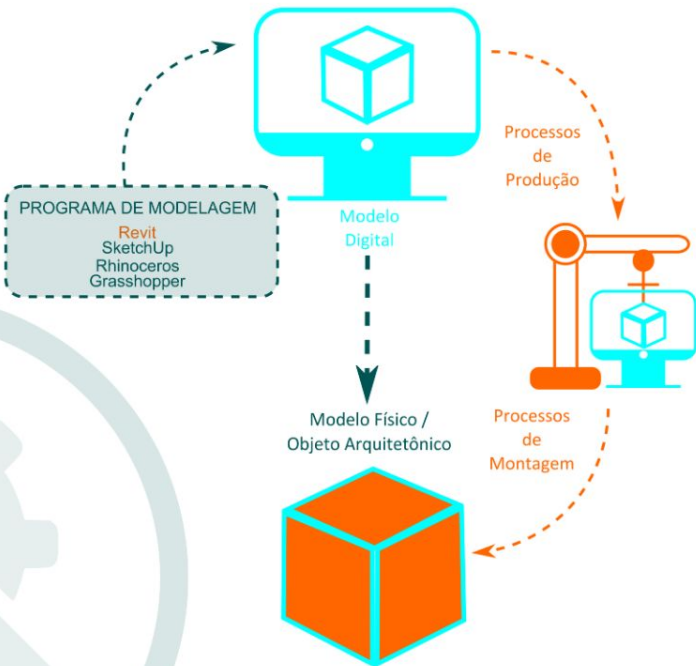 PROGRAMA DE MODELAGEM
Revit
SketchUp
Rhinoceros
Grasshopper
Modelo
Digital
Processos
de
Produção
Modelo Físico /
Objeto Arquitetônico
Processos
de
Montagem